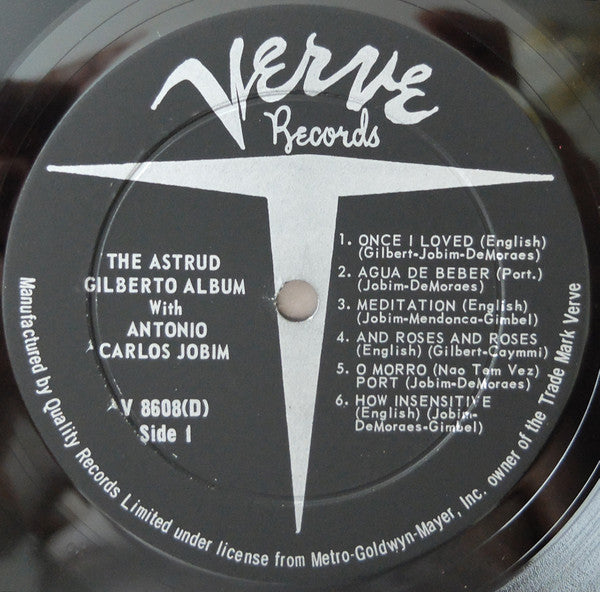 Verve
Records
THE ASTRUD
GILBERTO ALBUM
With
ANTONIO
CARLOS JOBIM
V 8608(D)
Side 1
1. ONCE I LOVED (English)
(Gilbert-Jobim-DeMoraes)
2. AGUA DE BEBER (Port.)
(Jobim-DeMoraes)
3. MEDITATION (English)
(Jobim-Mendonca-Gimbel)
4. AND ROSES AND ROSES
(English) (Gilbert-Caymmi)
5. O MORRO (Nao Tem Vez)
PORT (Jobim-DeMoraes)
6. HOW INSENSITIVE
(English) (Jobim-
DeMoraes-Gimbel)
Manufactured by Quality Records Limited under license from Metro-Goldwyn-Mayer, Inc. owner of the Trade Mark Verve